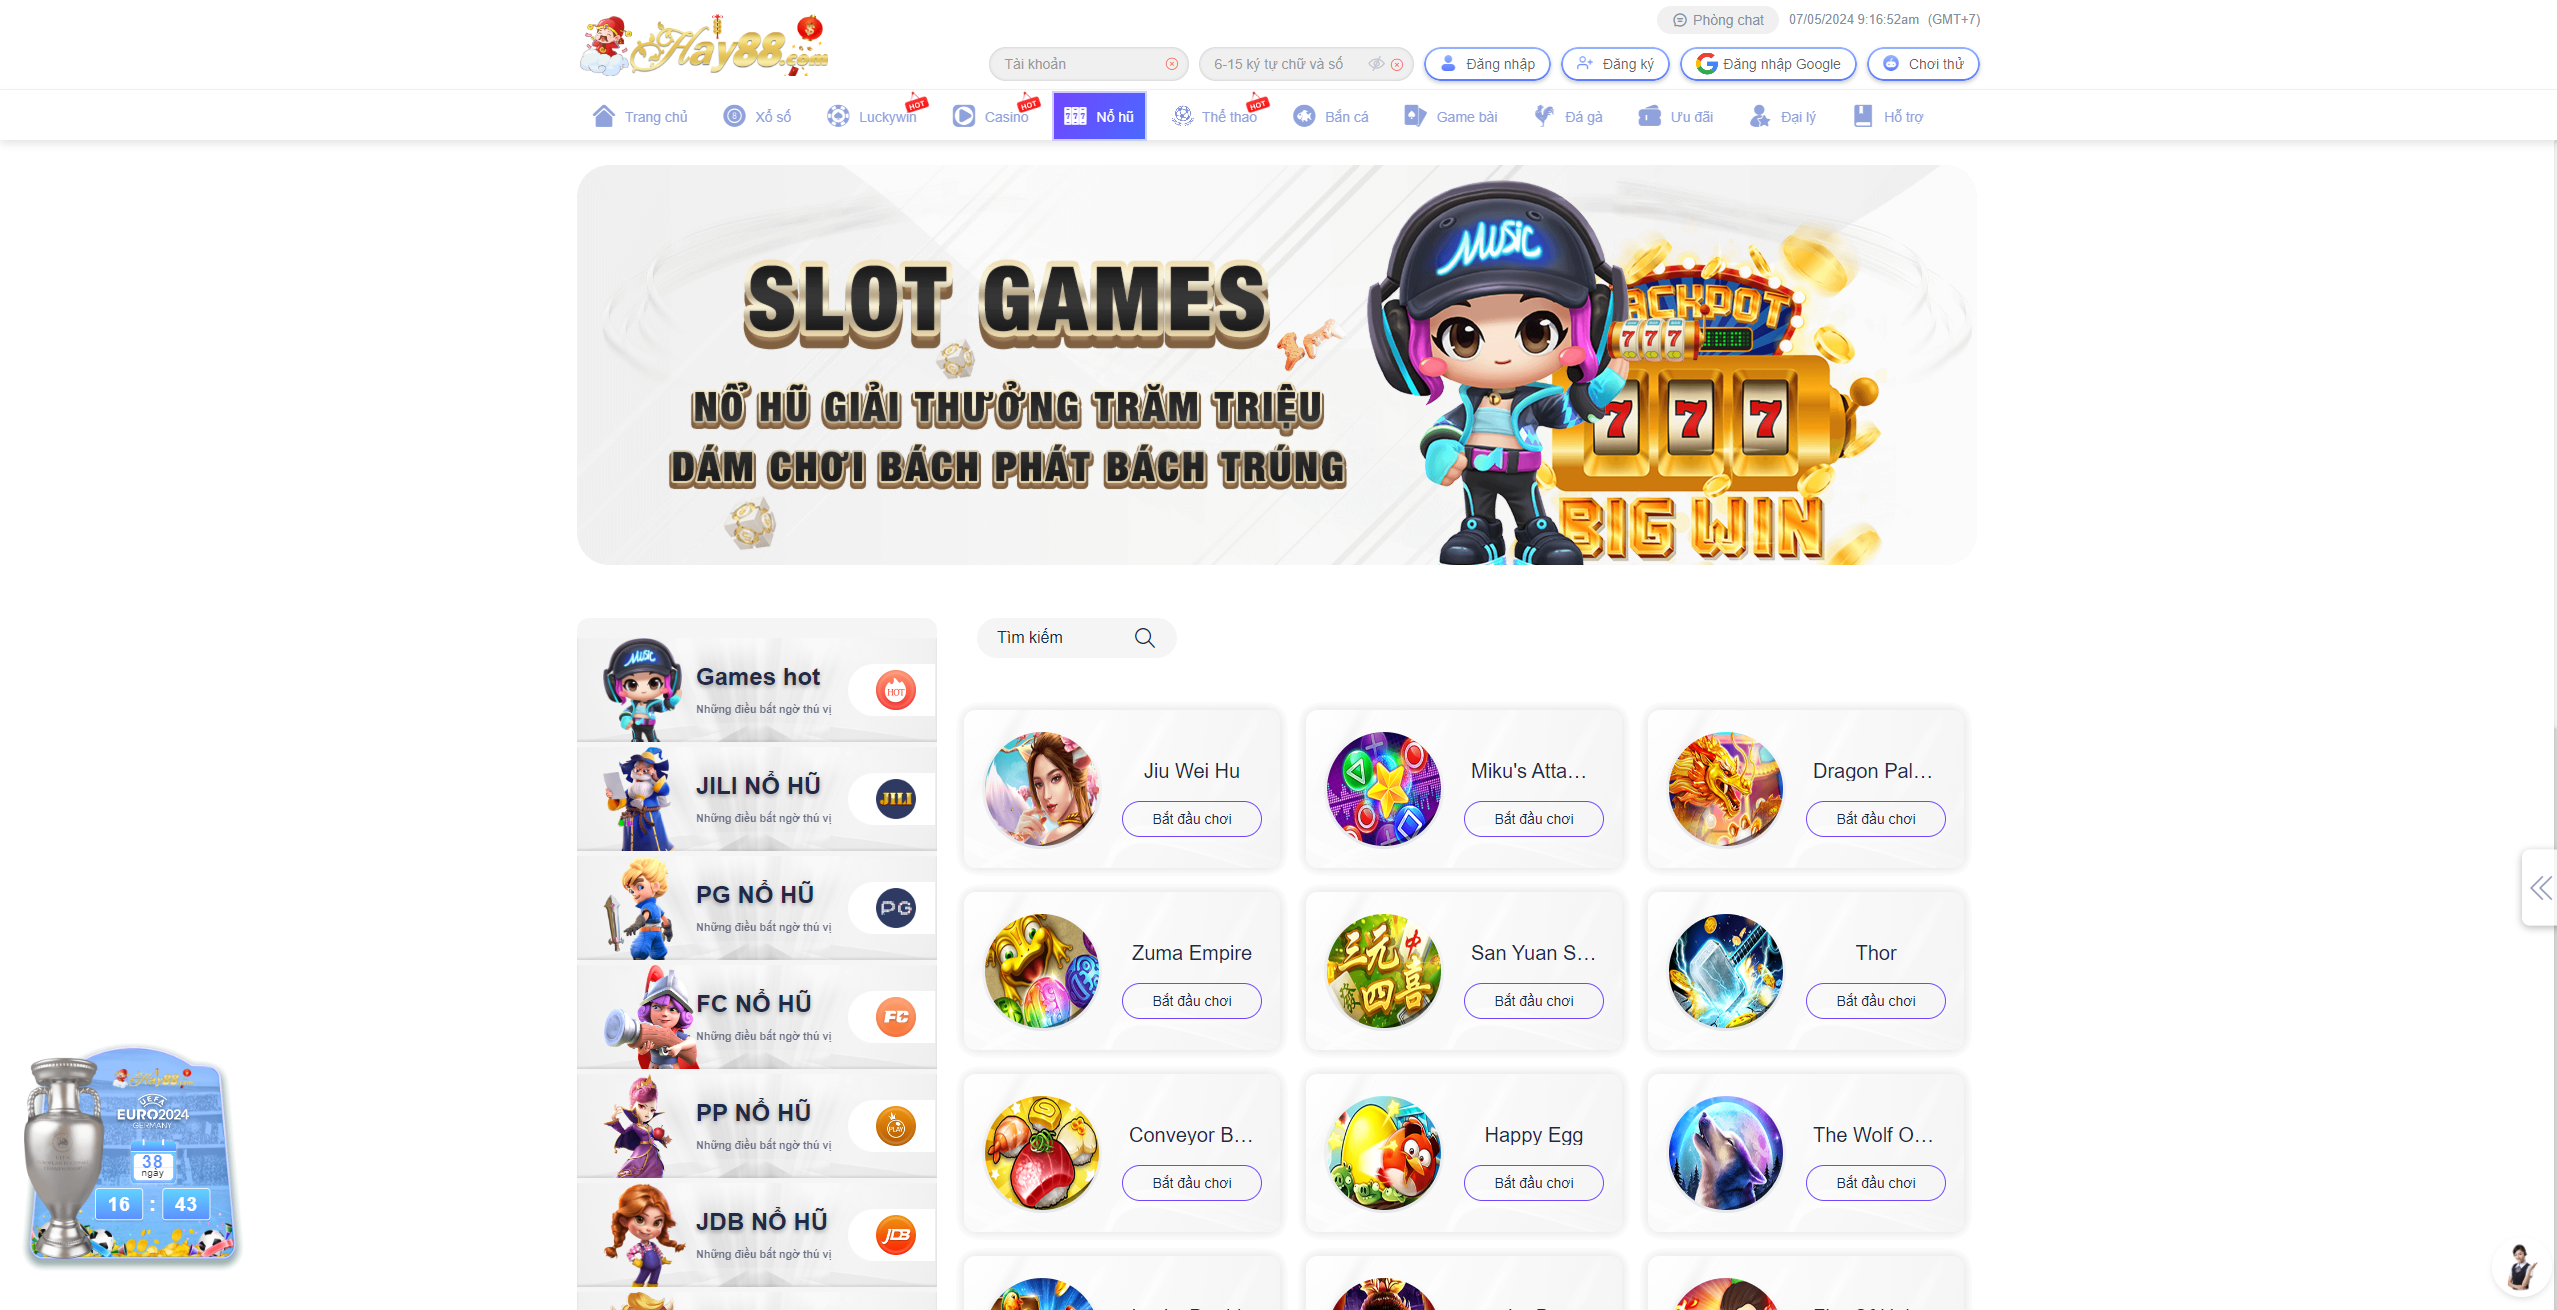 Hay88.com
Phòng chat
07/05/2024 9:16:52am (GMT+7)
Tài khoản
6-15 ký tự chữ và số
Đăng nhập
Đăng ký
Đăng nhập Google
Chơi thử
Trang chủ
Xổ số
Luckywin
HOT
Casino
HOT
Nổ hũ
Thể thao
HOT
Bắn cá
Game bài
Đá gà
Ưu đãi
Đại lý
Hỗ trợ
SLOT GAMES
NỔ HŨ GIẢI THƯỞNG TRĂM TRIỆU
DÁM CHƠI BÁCH PHÁT BÁCH TRÚNG
MUSIC
JACKPOT
777
777
BIG WIN
Tìm kiếm
Games hot
Những điều bất ngờ thú vị
HOT
JILI NỔ HŨ
Những điều bất ngờ thú vị
JILI
PG NỔ HŨ
Những điều bất ngờ thú vị
PG
FC NỔ HŨ
Những điều bất ngờ thú vị
FC
PP NỔ HŨ
Những điều bất ngờ thú vị
PLAY
JDB NỔ HŨ
Những điều bất ngờ thú vị
JDB
Jiu Wei Hu
Bắt đầu chơi
Miku's Atta...
Bắt đầu chơi
Dragon Pal...
Bắt đầu chơi
Zuma Empire
Bắt đầu chơi
三元
中
發
四喜
San Yuan S...
Bắt đầu chơi
Thor
Bắt đầu chơi
Conveyor B...
Bắt đầu chơi
Happy Egg
Bắt đầu chơi
The Wolf O...
Bắt đầu chơi
Hay88
UEFA
EURO2024
GERMANY
38
ngày
16 : 43